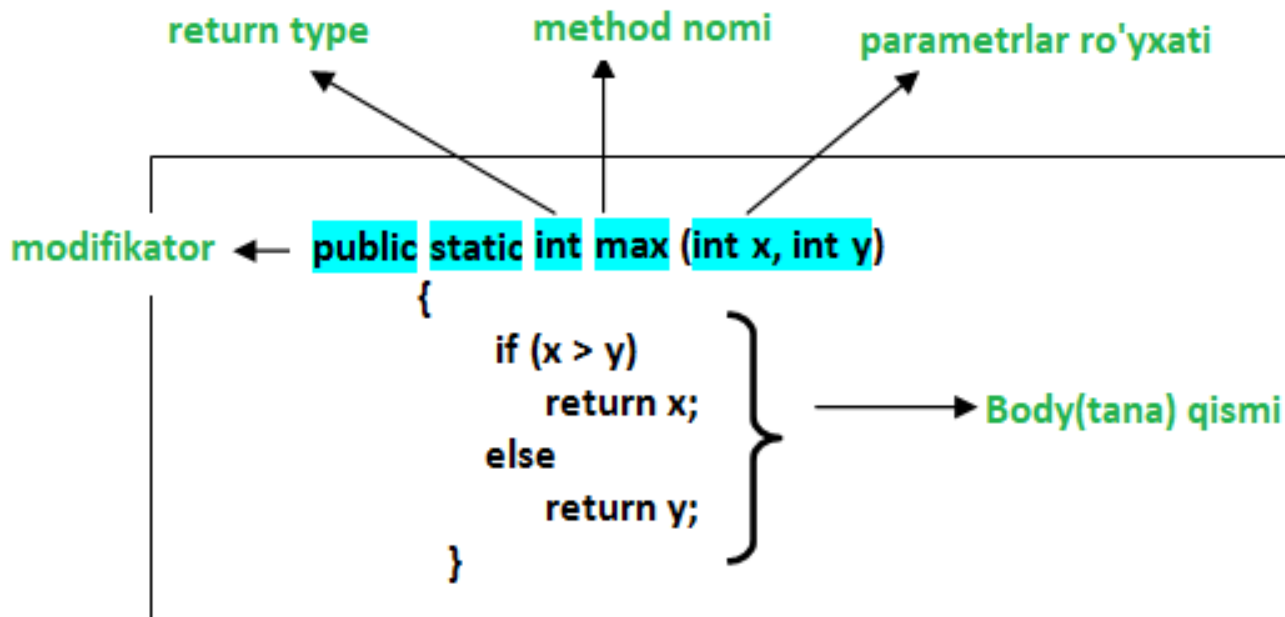 return type
method nomi
parametrlar ro'yxati
modifikator
public static int max (int x, int y)
{
if (x > y)
return x;
else
return y;
}
Body(tana) qismi